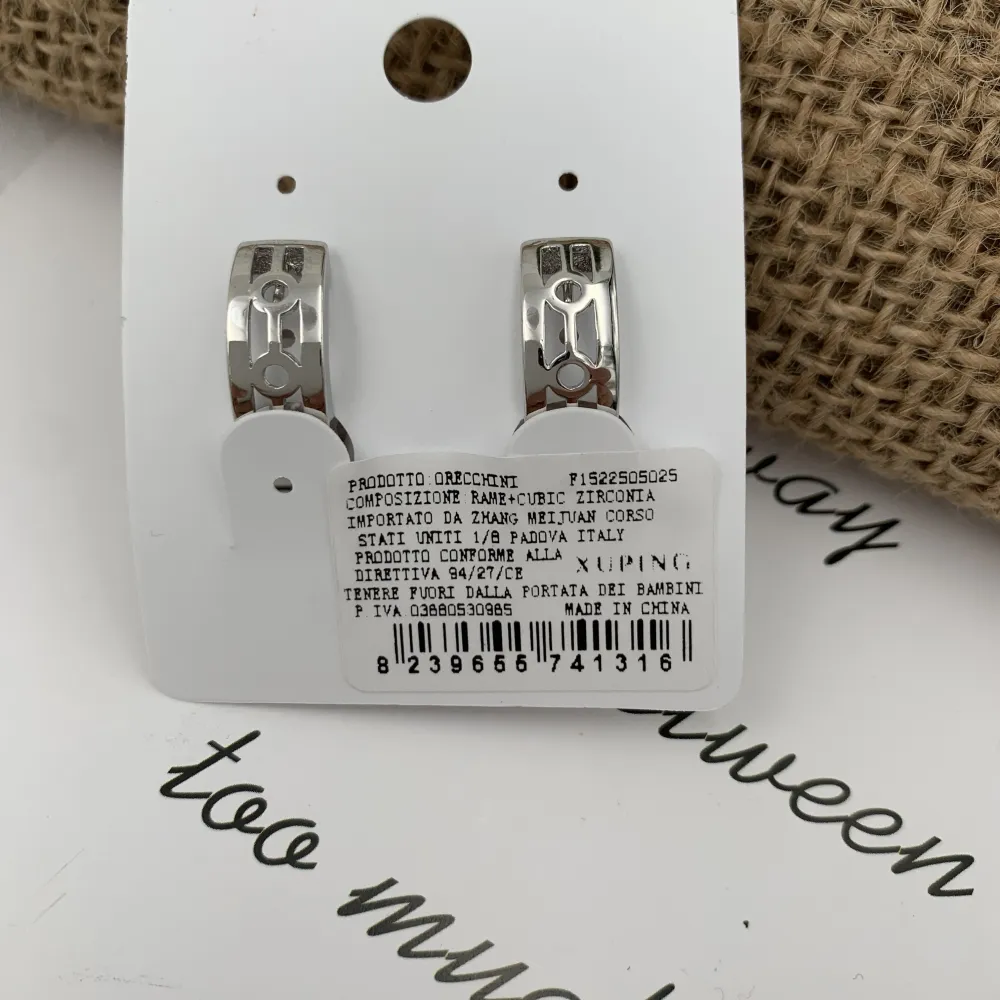 PRODOTTO:ORECCHINI F1522505025
COMPOSIZIONE:RAME+CUBIC ZIRCONIA
IMPORTATO DA ZHANG MEIJUAN CORSO
STATI UNITI 1/8 PADOVA ITALY
PRODOTTO CONFORME ALLA
DIRETTIVA 94/27/CE
XUPING
TENERE FUORI DALLA PORTATA DEI BAMBINI
P.IVA 03880530985 MADE IN CHINA
8 239655 741316
too